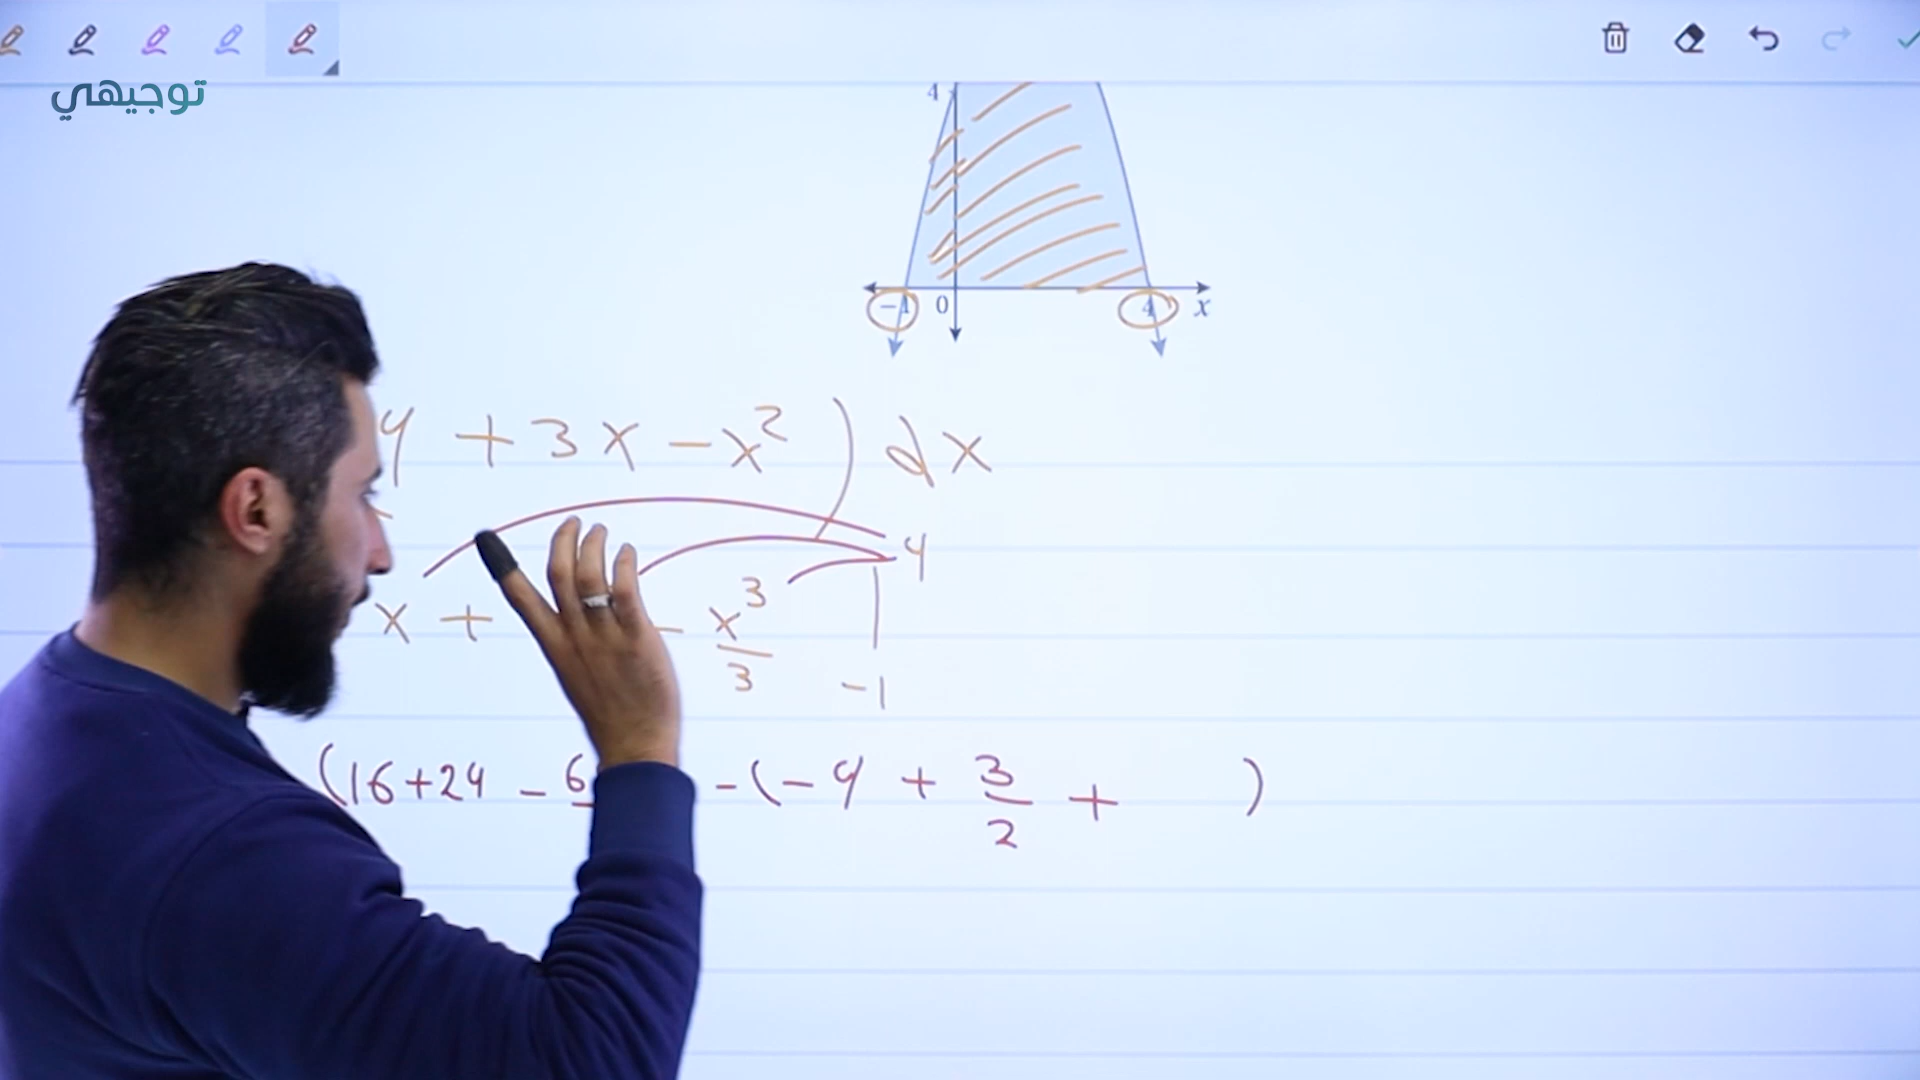 توجيهي
4
-1 0 4 x
4 + 3x - x² ) dx
4
x + - x³/3
-1
(16+24 - 6 -(-4 + 3/2 + )